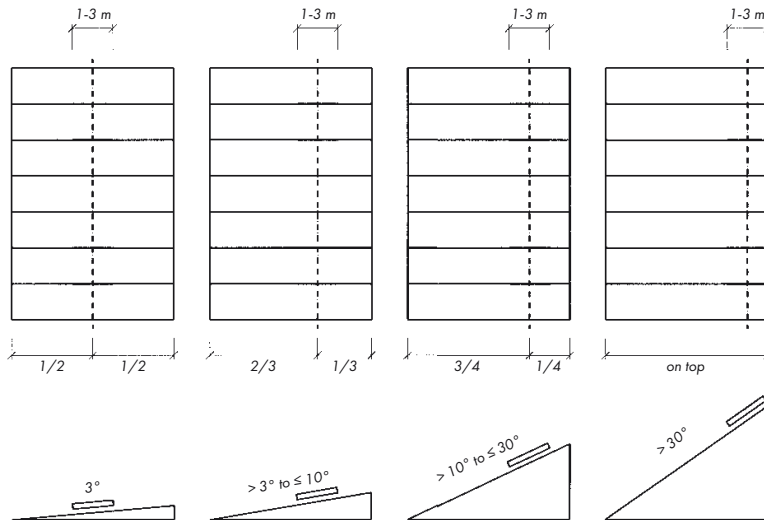 1-3 m 1-3 m 1-3 m 1-3 m
1/2 1/2 2/3 1/3 3/4 1/4 on top
3° > 3° to ≤ 10° > 10° to ≤ 30° > 30°